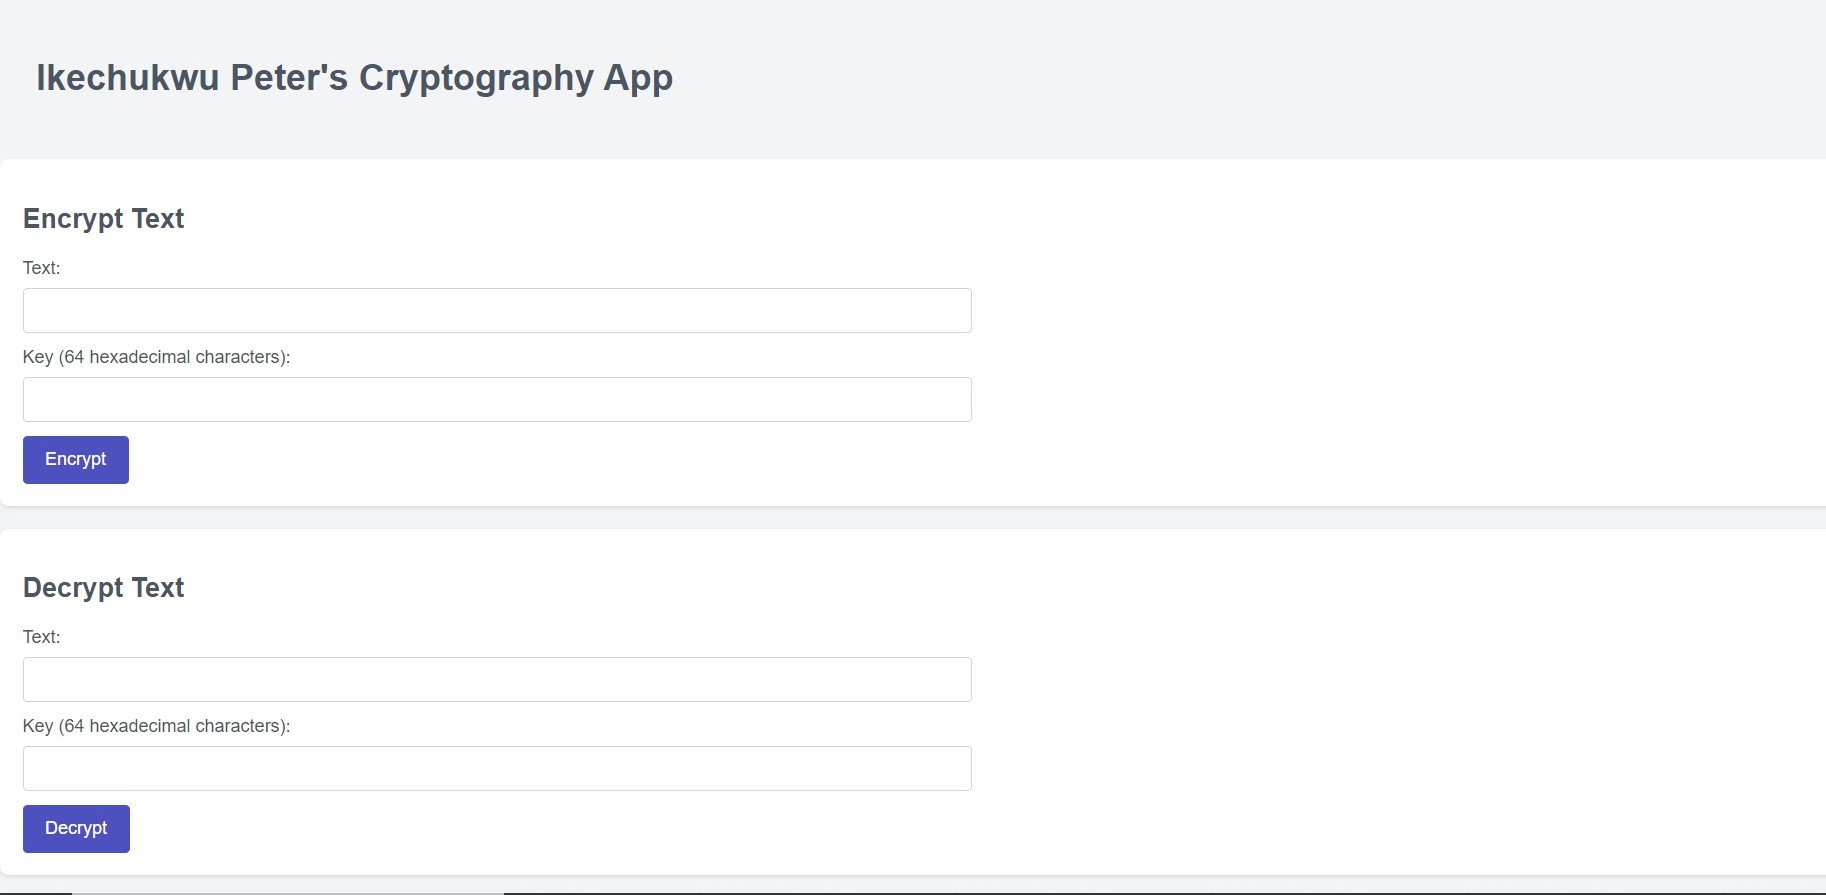 Ikechukwu Peter's Cryptography App
Encrypt Text
Text:
Key (64 hexadecimal characters):
Encrypt
Decrypt Text
Text:
Key (64 hexadecimal characters):
Decrypt